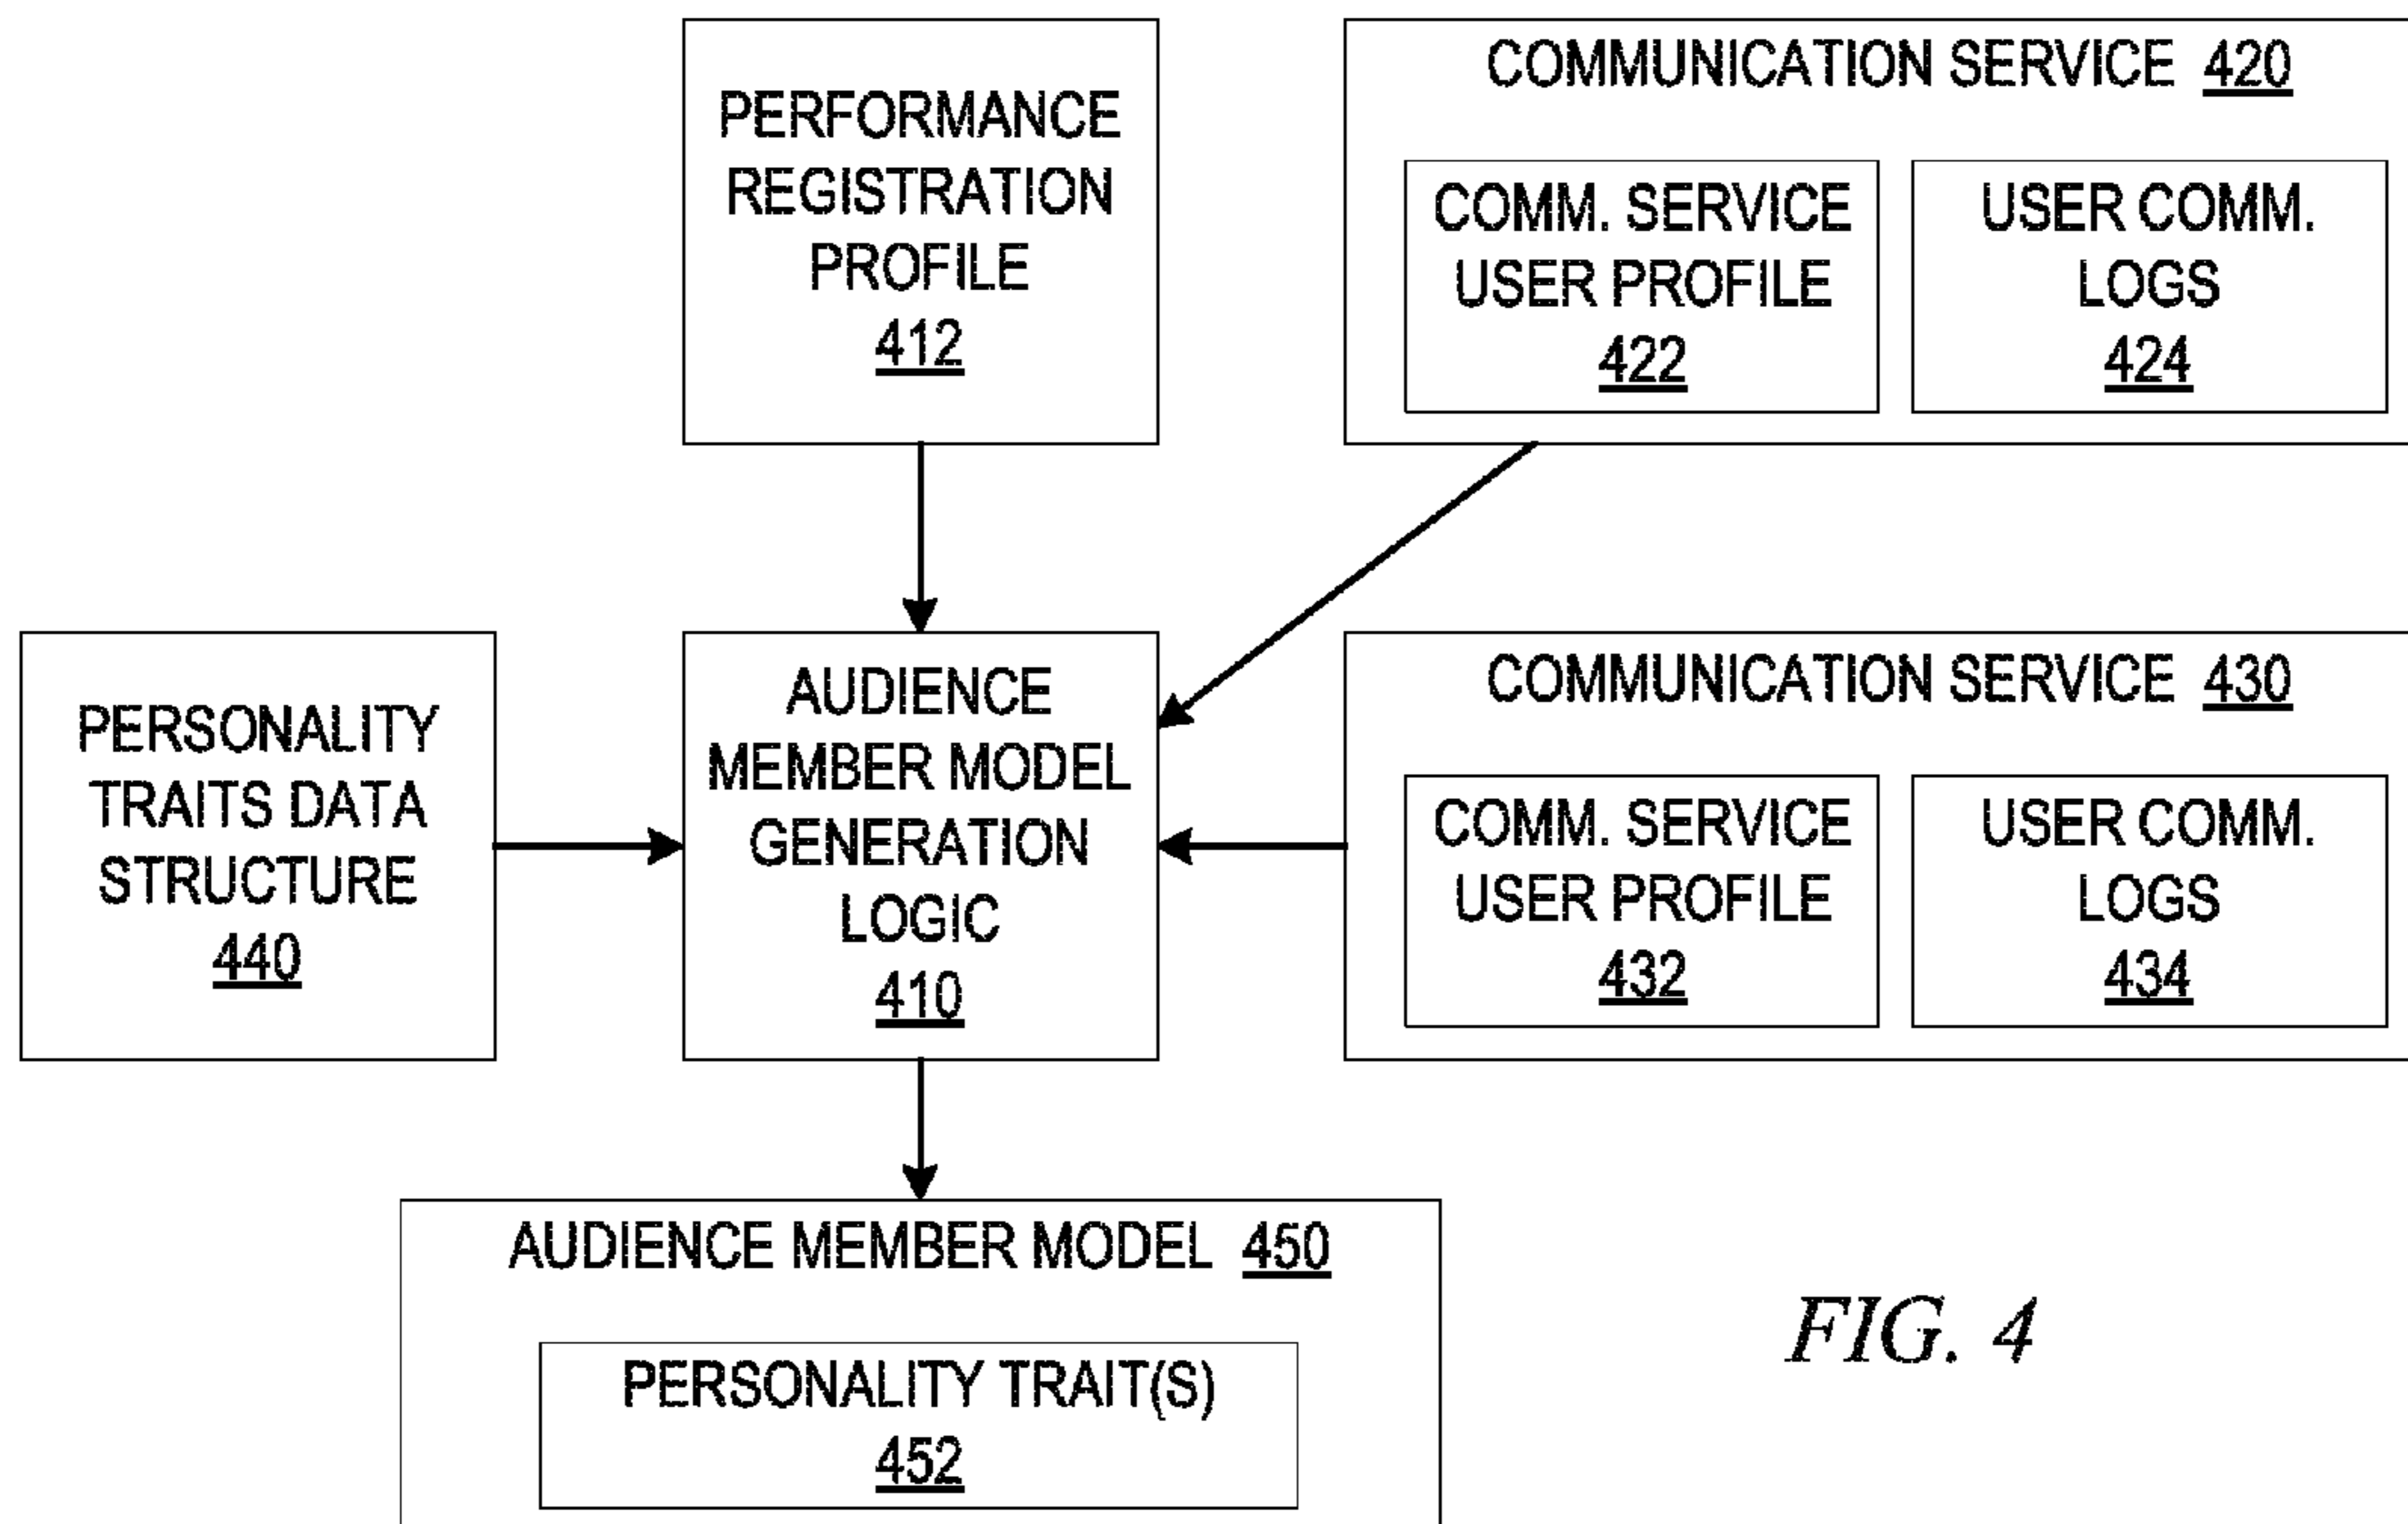 PERFORMANCE
REGISTRATION
PROFILE
412
COMMUNICATION SERVICE 420
COMM. SERVICE
USER PROFILE
422
USER COMM.
LOGS
424
PERSONALITY
TRAITS DATA
STRUCTURE
440
AUDIENCE
MEMBER MODEL
GENERATION
LOGIC
410
COMMUNICATION SERVICE 430
COMM. SERVICE
USER PROFILE
432
USER COMM.
LOGS
434
AUDIENCE MEMBER MODEL 450
PERSONALITY TRAIT(S)
452
FIG. 4